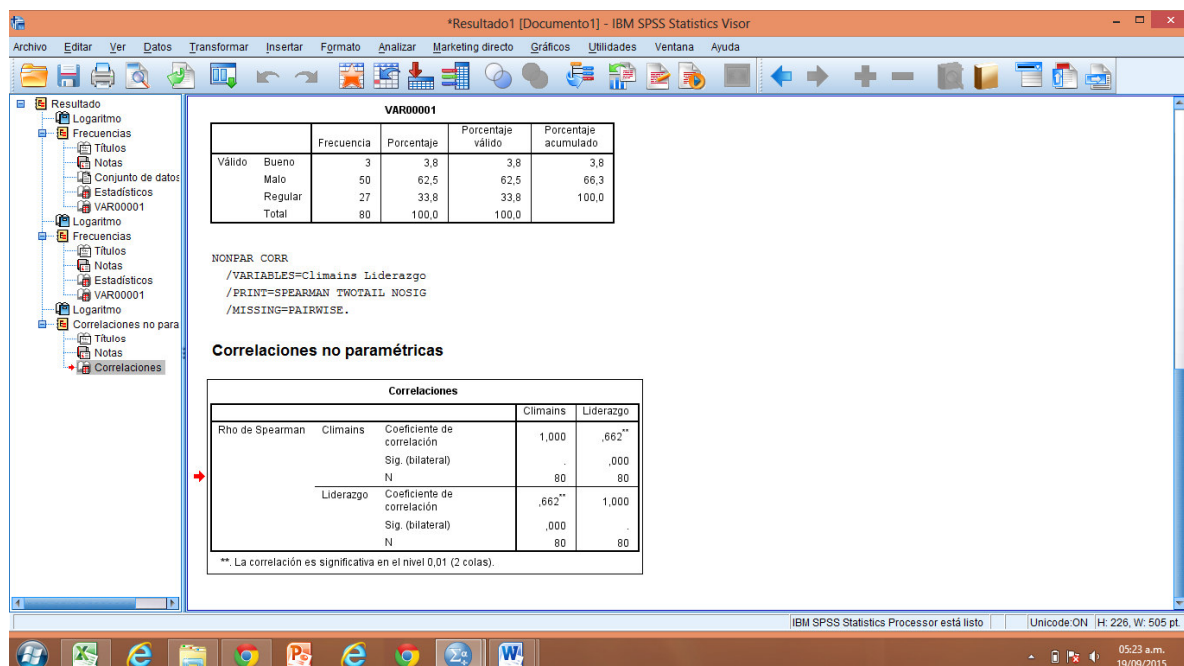 *Resultado1 [Documento1] - IBM SPSS Statistics Visor
Archivo Editar Ver Datos Transformar Insertar Formato Analizar Marketing directo Gráficos Utilidades Ventana Ayuda
Resultado
Logaritmo
Frecuencias
Títulos
Notas
Conjunto de datos
Estadísticos
VAR00001
Logaritmo
Frecuencias
Títulos
Notas
Estadísticos
VAR00001
Logaritmo
Correlaciones no para
Títulos
Notas
Correlaciones
VAR00001
Frecuencia Porcentaje Porcentaje válido Porcentaje acumulado
Válido Bueno 3 3,8 3,8 3,8
Malo 50 62,5 62,5 66,3
Regular 27 33,8 33,8 100,0
Total 80 100,0 100,0
NONPAR CORR
/VARIABLES=Climains Liderazgo
/PRINT=SPEARMAN TWOTAIL NOSIG
/MISSING=PAIRWISE.
Correlaciones no paramétricas
Correlaciones
Climains Liderazgo
Rho de Spearman Climains Coeficiente de correlación 1,000 ,662**
Sig. (bilateral) . ,000
N 80 80
Liderazgo Coeficiente de correlación ,662** 1,000
Sig. (bilateral) ,000 .
N 80 80
**. La correlación es significativa en el nivel 0,01 (2 colas).
IBM SPSS Statistics Processor está listo Unicode:ON H: 226, W: 505 pt.
05:23 a.m.
19/09/2015